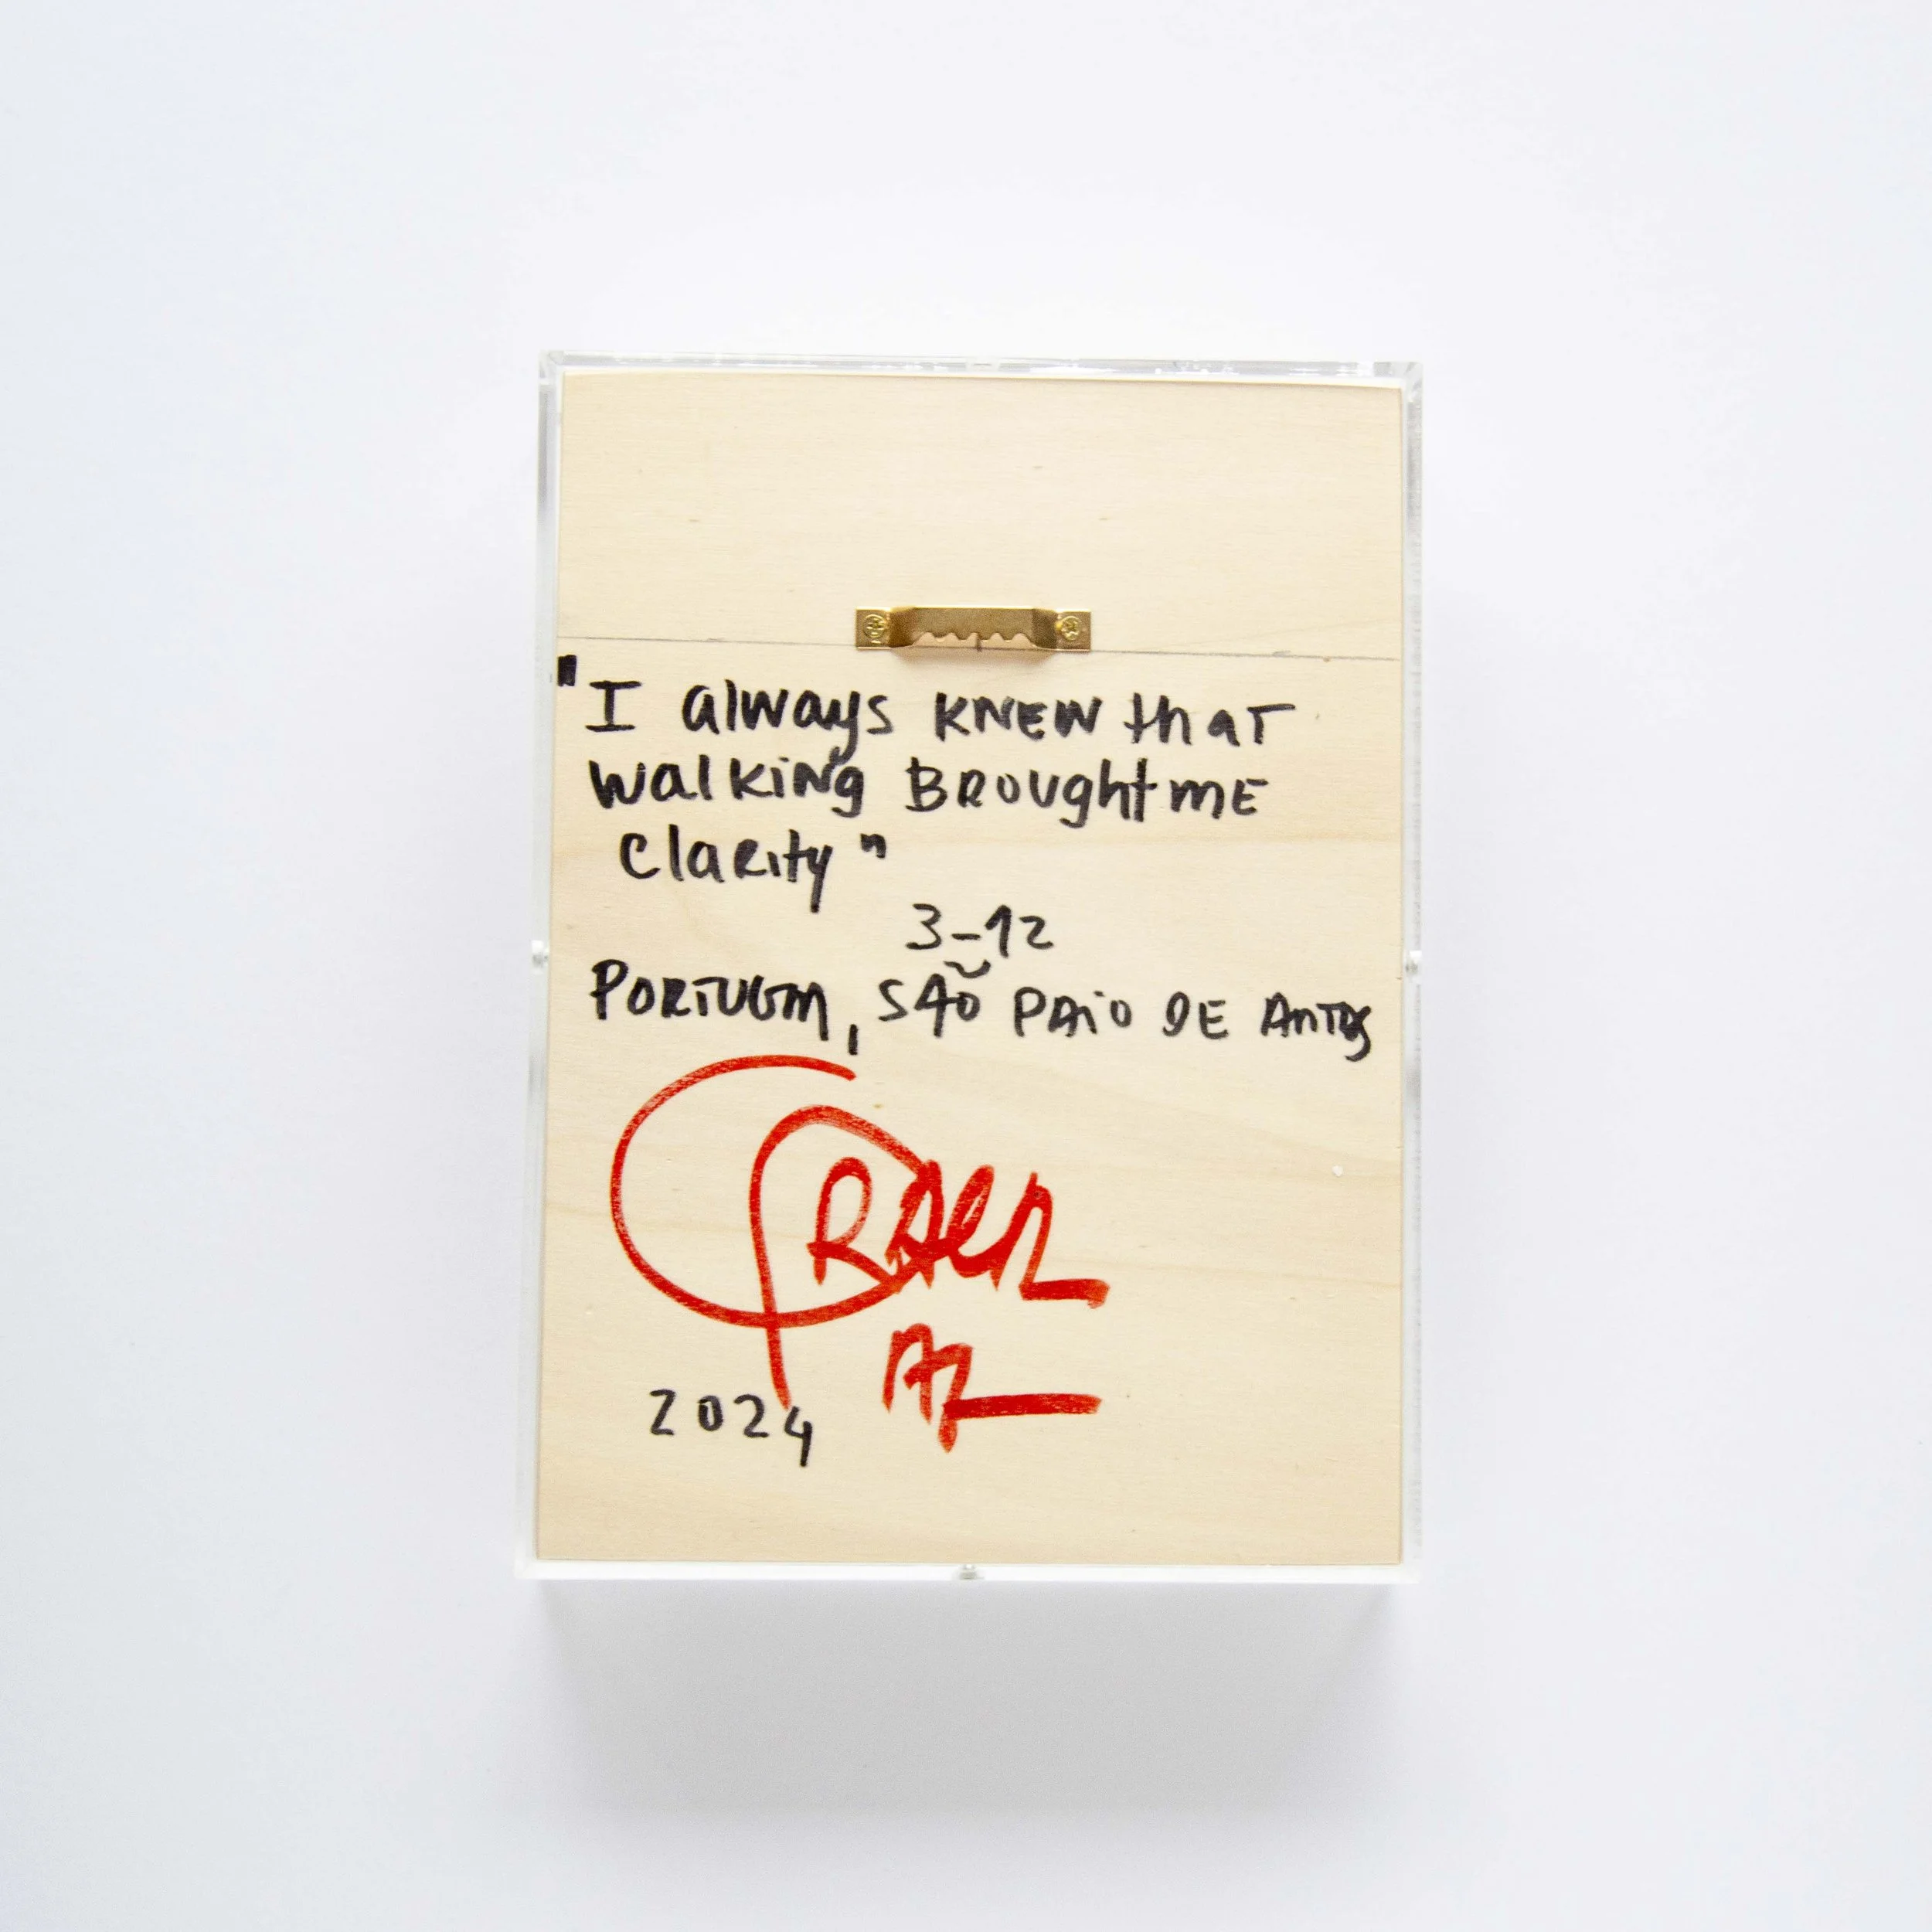 "I always KNEW that
walking BROUght mE
claRity"
3-12
PORTUGAL, SÃO PAIO DE ANTAS
2024